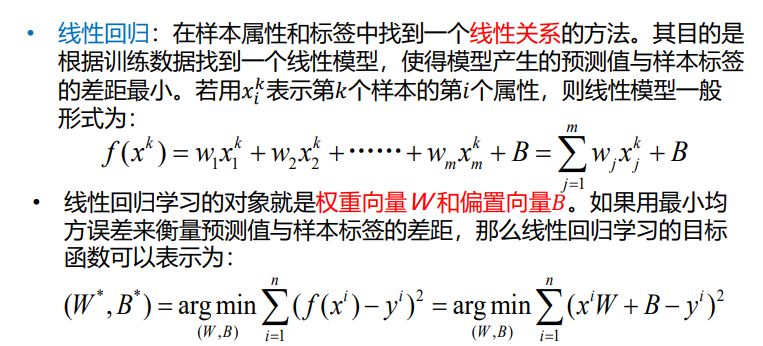 • 线性回归：在样本属性和标签中找到一个线性关系的方法。其目的是
根据训练数据找到一个线性模型，使得模型产生的预测值与样本标签
的差距最小。若用$x_i^k$表示第$k$个样本的第$i$个属性，则线性模型一般
形式为：
$f(x^k) = w_1 x_1^k + w_2 x_2^k + \cdots\cdots + w_m x_m^k + B = \sum_{j=1}^{m} w_j x_j^k + B$
• 线性回归学习的对象就是权重向量$W$和偏置向量$B$。如果用最小均
方误差来衡量预测值与样本标签的差距，那么线性回归学习的目标
函数可以表示为：
$(W^*, B^*) = \underset{(W,B)}{\arg\min} \sum_{i=1}^{n} (f(x^i) - y^i)^2 = \underset{(W,B)}{\arg\min} \sum_{i=1}^{n} (x^i W + B - y^i)^2$